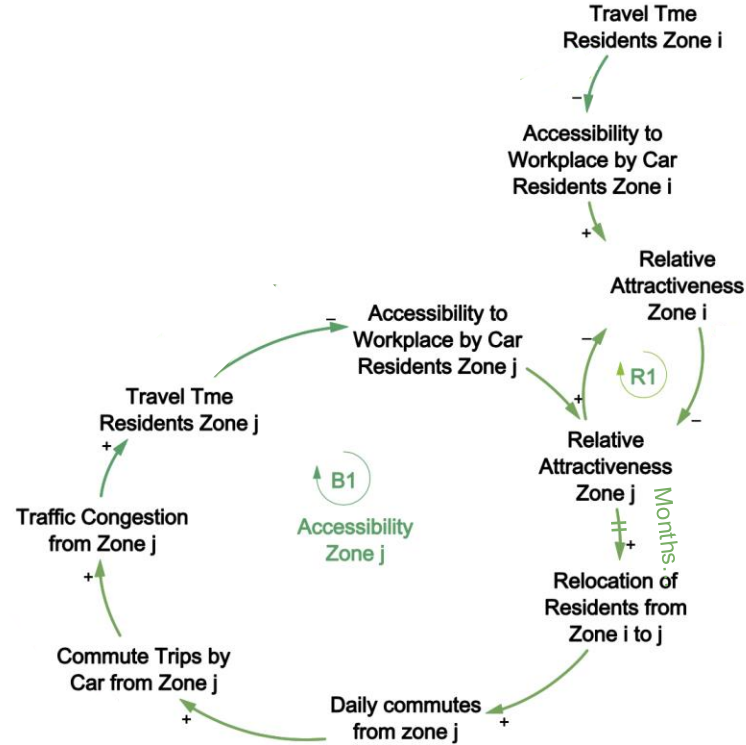 Travel Tme
Residents Zone i
–
Accessibility to
Workplace by Car
Residents Zone i
+
Relative
Attractiveness
Zone i
–
Accessibility to
Workplace by Car
Residents Zone j
–
R1
+
–
Travel Tme
Residents Zone j
+
Relative
Attractiveness
Zone j
B1
Accessibility
Zone j
Months..
+
Traffic Congestion
from Zone j
+
Relocation of
Residents from
Zone i to j
Commute Trips by
Car from Zone j
+
Daily commutes
from zone j
+